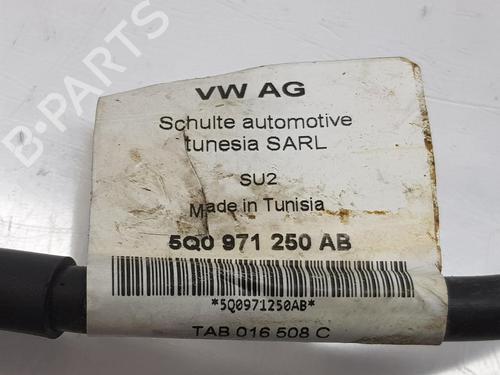 VW AG
Schulte automotive
tunesia SARL
SU2
Made in Tunisia
5Q0 971 250 AB
*5Q0971250AB*
TAB 016 508 C
B-PARTS